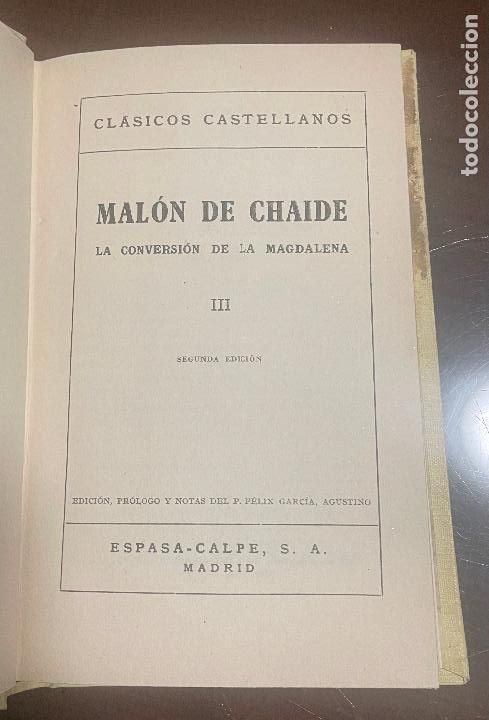 CLÁSICOS CASTELLANOS
MALÓN DE CHAIDE
LA CONVERSIÓN DE LA MAGDALENA
III
SEGUNDA EDICIÓN
EDICIÓN, PRÓLOGO Y NOTAS DEL P. FÉLIX GARCÍA, AGUSTINO
ESPASA-CALPE, S. A.
MADRID
todocoleccion